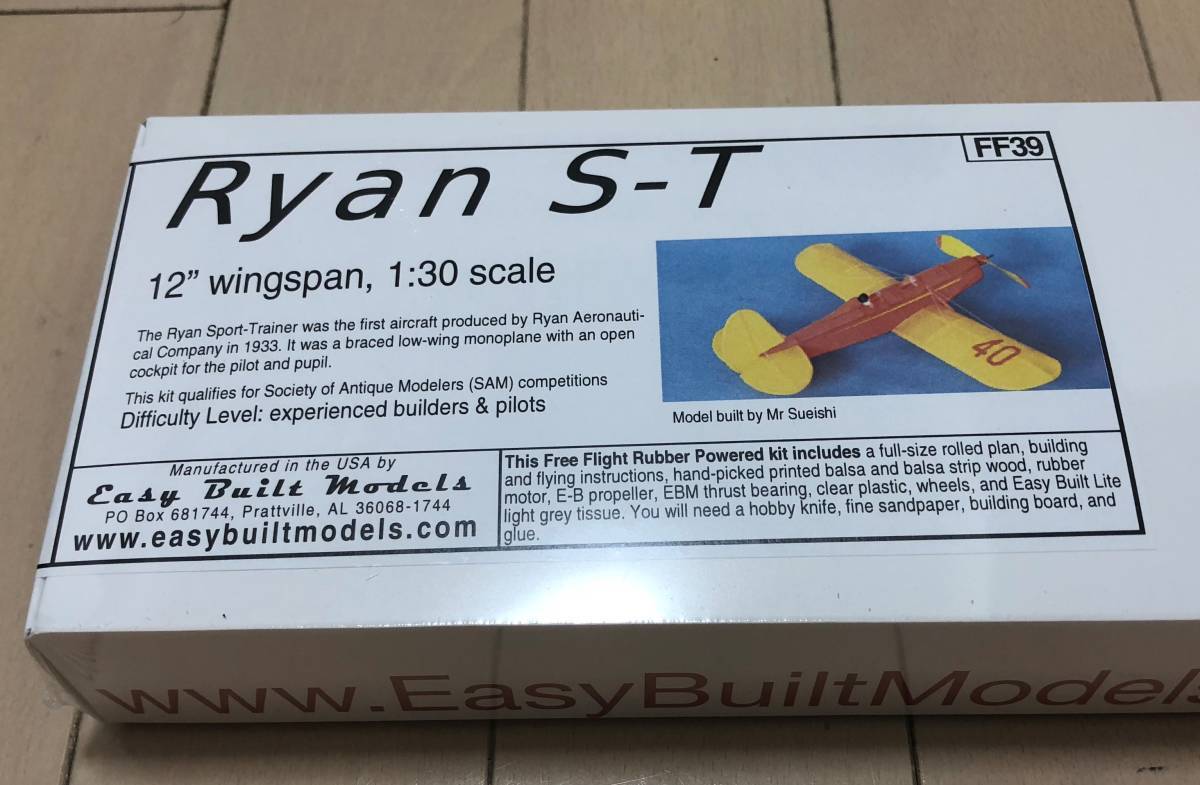 Ryan S-T
FF39
12” wingspan, 1:30 scale
The Ryan Sport-Trainer was the first aircraft produced by Ryan Aeronauti-
cal Company in 1933. It was a braced low-wing monoplane with an open
cockpit for the pilot and pupil.
This kit qualifies for Society of Antique Modelers (SAM) competitions
Difficulty Level: experienced builders & pilots
40
Model built by Mr Sueishi
Manufactured in the USA by
Easy Built Models
PO Box 681744, Prattville, AL 36068-1744
www.easybuiltmodels.com
This Free Flight Rubber Powered kit includes a full-size rolled plan, building
and flying instructions, hand-picked printed balsa and balsa strip wood, rubber
motor, E-B propeller, EBM thrust bearing, clear plastic, wheels, and Easy Built Lite
light grey tissue. You will need a hobby knife, fine sandpaper, building board, and
glue.
www.EasyBuiltModels